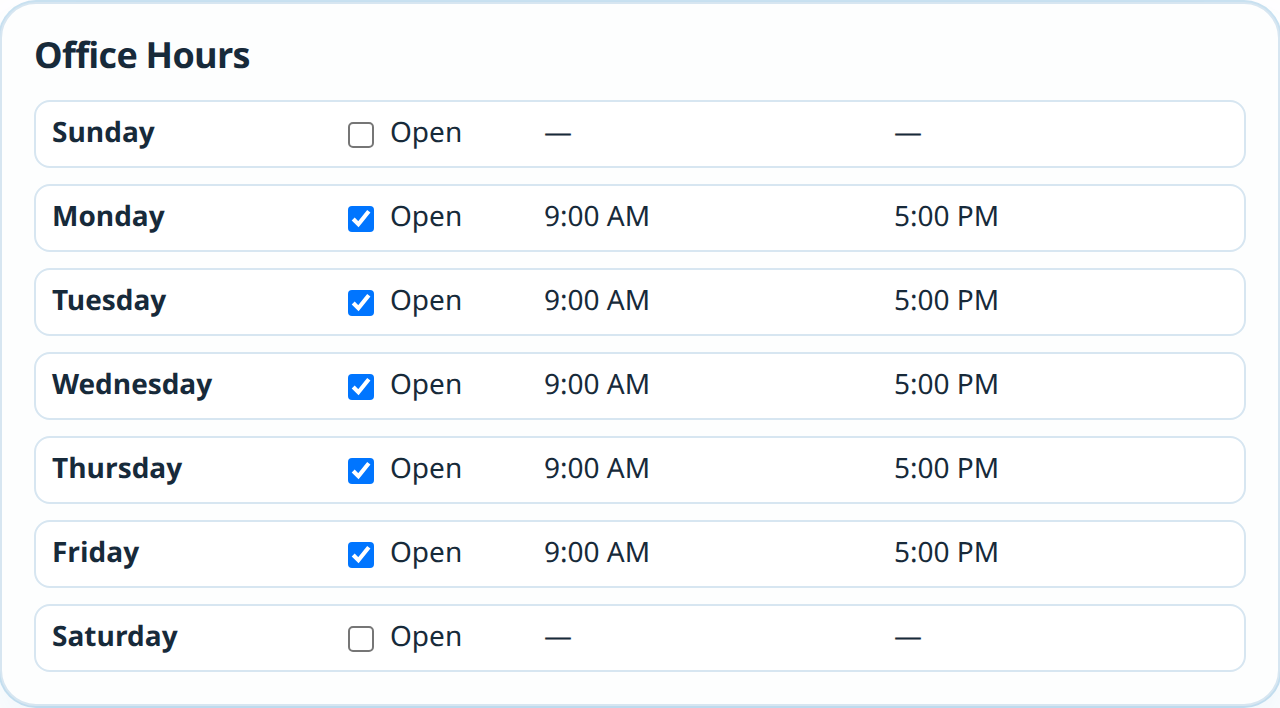 Office Hours
Sunday Open — —
Monday Open 9:00 AM 5:00 PM
Tuesday Open 9:00 AM 5:00 PM
Wednesday Open 9:00 AM 5:00 PM
Thursday Open 9:00 AM 5:00 PM
Friday Open 9:00 AM 5:00 PM
Saturday Open — —